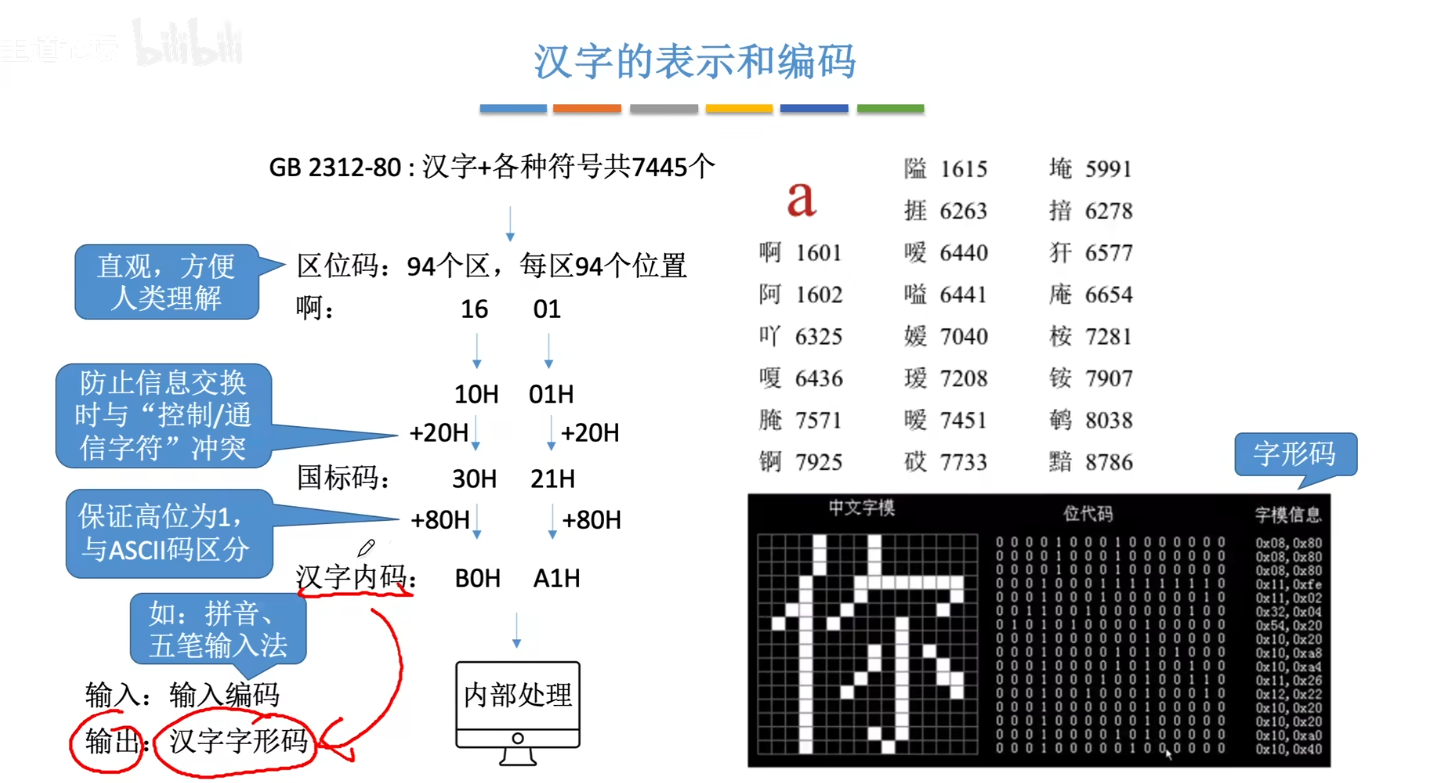 bilibili
汉字的表示和编码
GB 2312-80 : 汉字+各种符号共7445个
直观，方便
人类理解
区位码：94个区，每区94个位置
啊： 16 01
10H 01H
防止信息交换
时与“控制/通
信字符”冲突
+20H +20H
国标码： 30H 21H
保证高位为1，
与ASCII码区分
+80H +80H
汉字内码： B0H A1H
如：拼音、
五笔输入法
输入：输入编码
输出：汉字字形码
内部处理
a
啊 1601
阿 1602
吖 6325
嗄 6436
腌 7571
锕 7925
隘 1615
捱 6263
嗳 6440
嗌 6441
嫒 7040
瑷 7208
暧 7451
砹 7733
埯 5991
揞 6278
犴 6577
庵 6654
桉 7281
铵 7907
鹌 8038
黯 8786
字形码
中文字模 位代码 字模信息
0 0 0 0 1 0 0 0 1 0 0 0 0 0 0 0 0x08,0x80
0 0 0 0 1 0 0 0 1 0 0 0 0 0 0 0 0x08,0x80
0 0 0 0 1 0 0 0 1 0 0 0 0 0 0 0 0x08,0x80
0 0 0 1 0 0 0 1 1 1 1 1 1 1 1 0 0x11,0xfe
0 0 0 1 0 0 0 1 0 0 0 0 0 0 1 0 0x11,0x02
0 0 1 1 0 0 1 0 0 0 0 0 0 1 0 0 0x32,0x04
0 1 0 1 0 1 0 0 0 0 1 0 0 0 0 0 0x54,0x20
0 0 0 1 0 0 0 0 0 0 1 0 0 0 0 0 0x10,0x20
0 0 0 1 0 0 0 0 1 0 1 0 1 0 0 0 0x10,0xa8
0 0 0 1 0 0 0 0 1 0 1 0 0 1 0 0 0x10,0xa4
0 0 0 1 0 0 0 1 0 0 1 0 0 1 1 0 0x11,0x26
0 0 0 1 0 0 1 0 0 0 1 0 0 0 1 0 0x12,0x22
0 0 0 1 0 0 0 0 0 0 1 0 0 0 0 0 0x10,0x20
0 0 0 1 0 0 0 0 0 0 1 0 0 0 0 0 0x10,0x20
0 0 0 1 0 0 0 0 1 0 1 0 0 0 0 0 0x10,0xa0
0 0 0 1 0 0 0 0 0 1 0 0 0 0 0 0 0x10,0x40